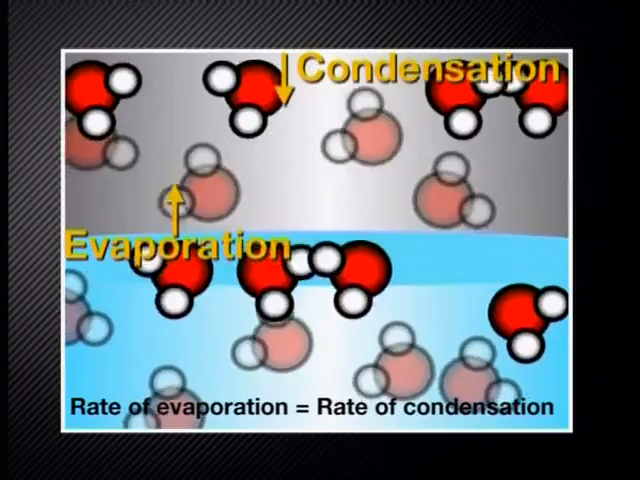 Condensation
Evaporation
Rate of evaporation = Rate of condensation